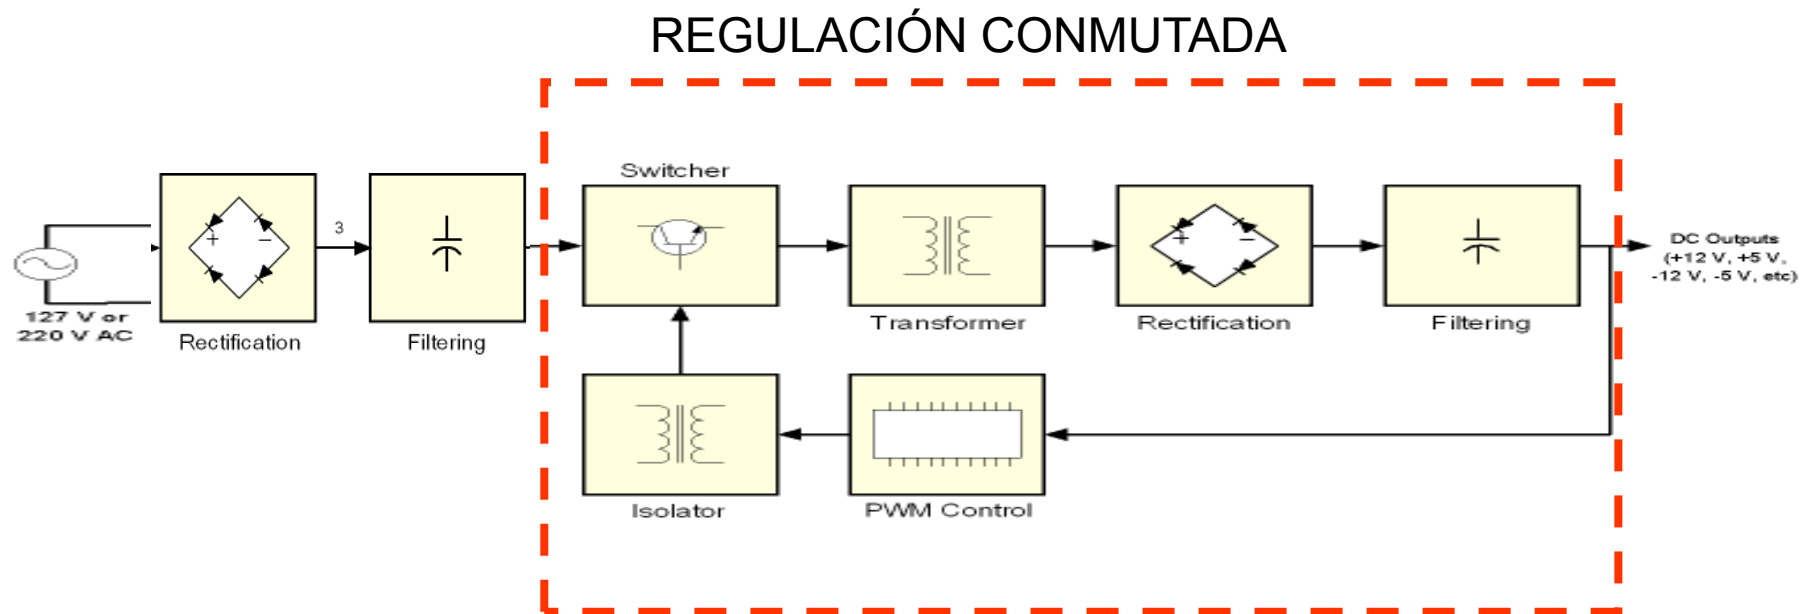 REGULACIÓN CONMUTADA
127 V or
220 V AC
Rectification
3
Filtering
Switcher
Transformer
Rectification
Filtering
DC Outputs
(+12 V, +5 V,
-12 V, -5 V, etc)
Isolator
PWM Control
+
−
+
−